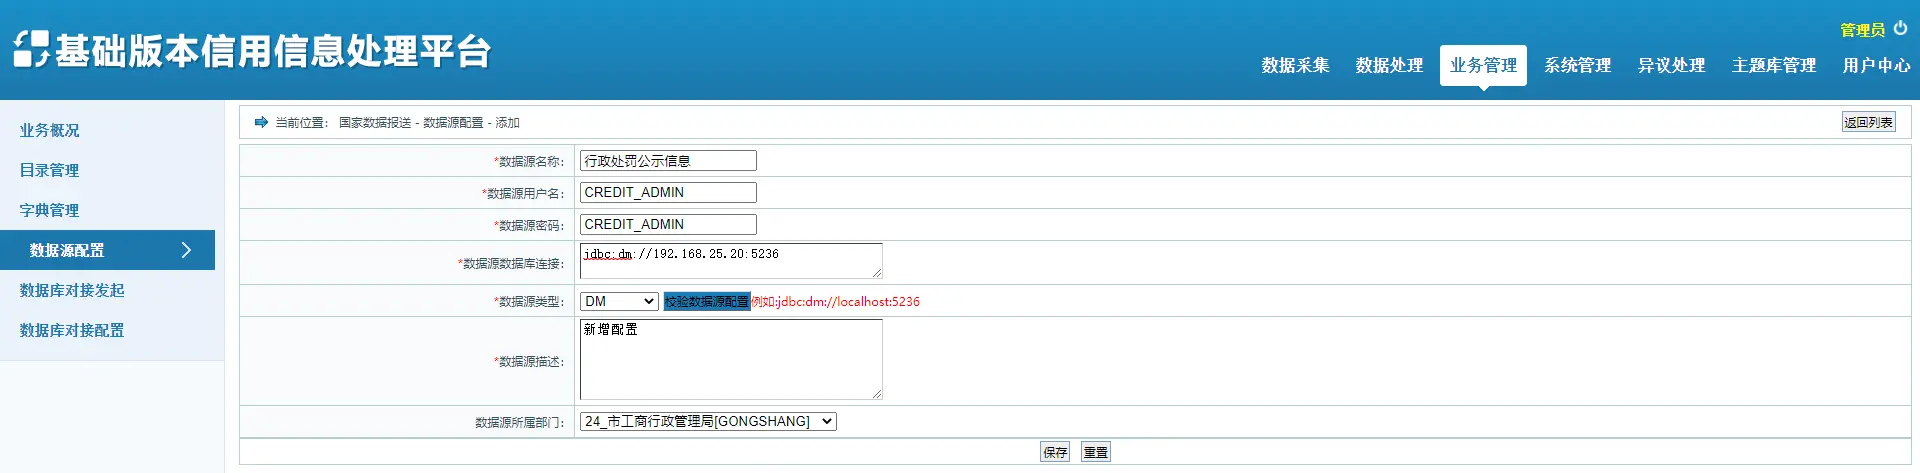 基础版本信用信息处理平台
管理员
数据采集 数据处理 业务管理 系统管理 异议处理 主题库管理 用户中心
业务概况
目录管理
字典管理
数据源配置
数据库对接发起
数据库对接配置
当前位置: 国家数据报送 - 数据源配置 - 添加 返回列表
*数据源名称: 行政处罚公示信息
*数据源用户名: CREDIT_ADMIN
*数据源密码: CREDIT_ADMIN
*数据源数据库连接: jdbc:dm://192.168.25.20:5236
*数据源类型: DM 校验数据源配置 例如:jdbc:dm://localhost:5236
*数据源描述: 新增配置
数据源所属部门: 24_市工商行政管理局[GONGSHANG]
保存 重置